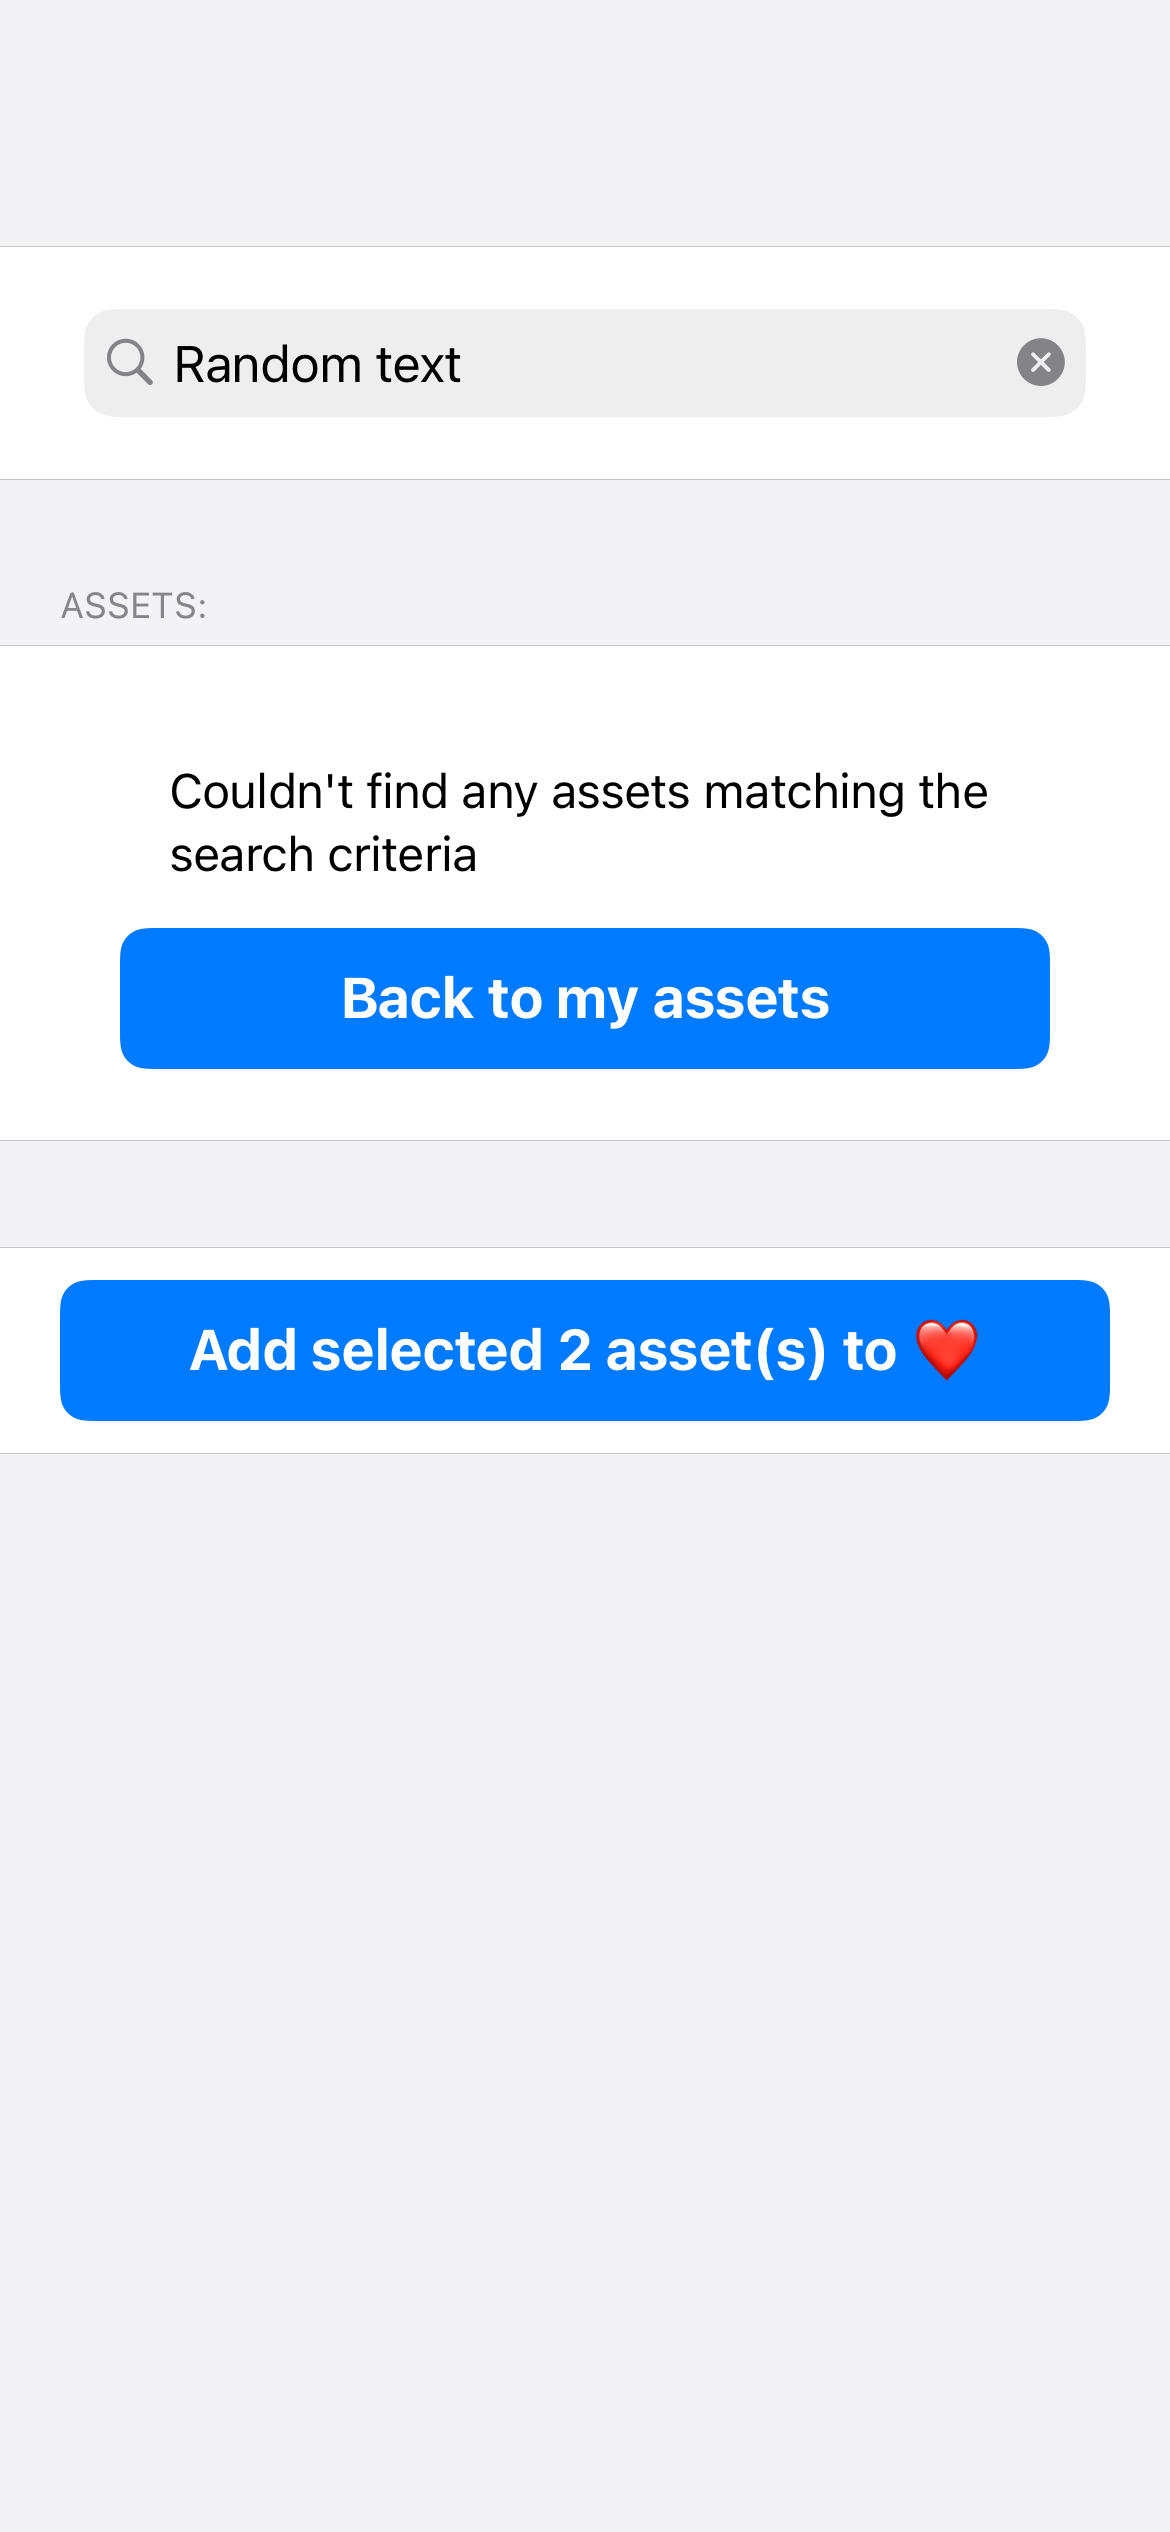 Random text
ASSETS:
Couldn't find any assets matching the
search criteria
Back to my assets
Add selected 2 asset(s) to ❤️